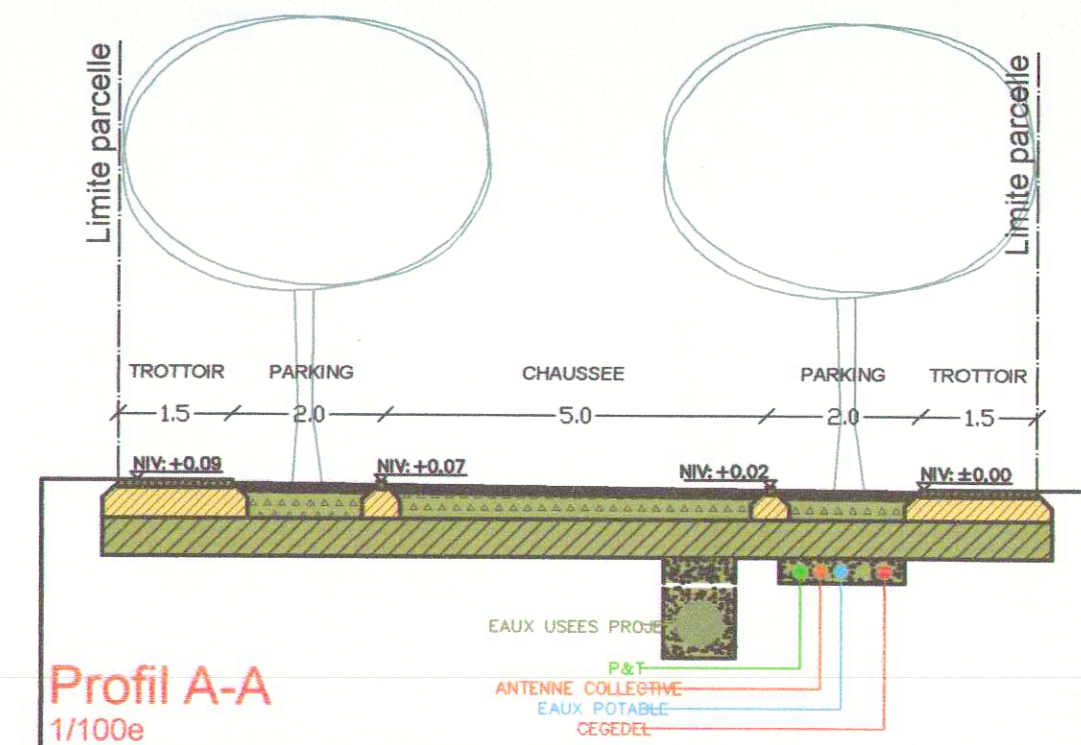 Limite parcelle
Limite parcelle
TROTTOIR PARKING CHAUSSEE PARKING TROTTOIR
1.5 2.0 5.0 2.0 1.5
NIV: +0.09 NIV: +0.07 NIV: +0.02 NIV: ±0.00
EAUX USEES PROJE
P&T
ANTENNE COLLECTIVE
EAUX POTABLE
CEGEDEL
Profil A-A
1/100e